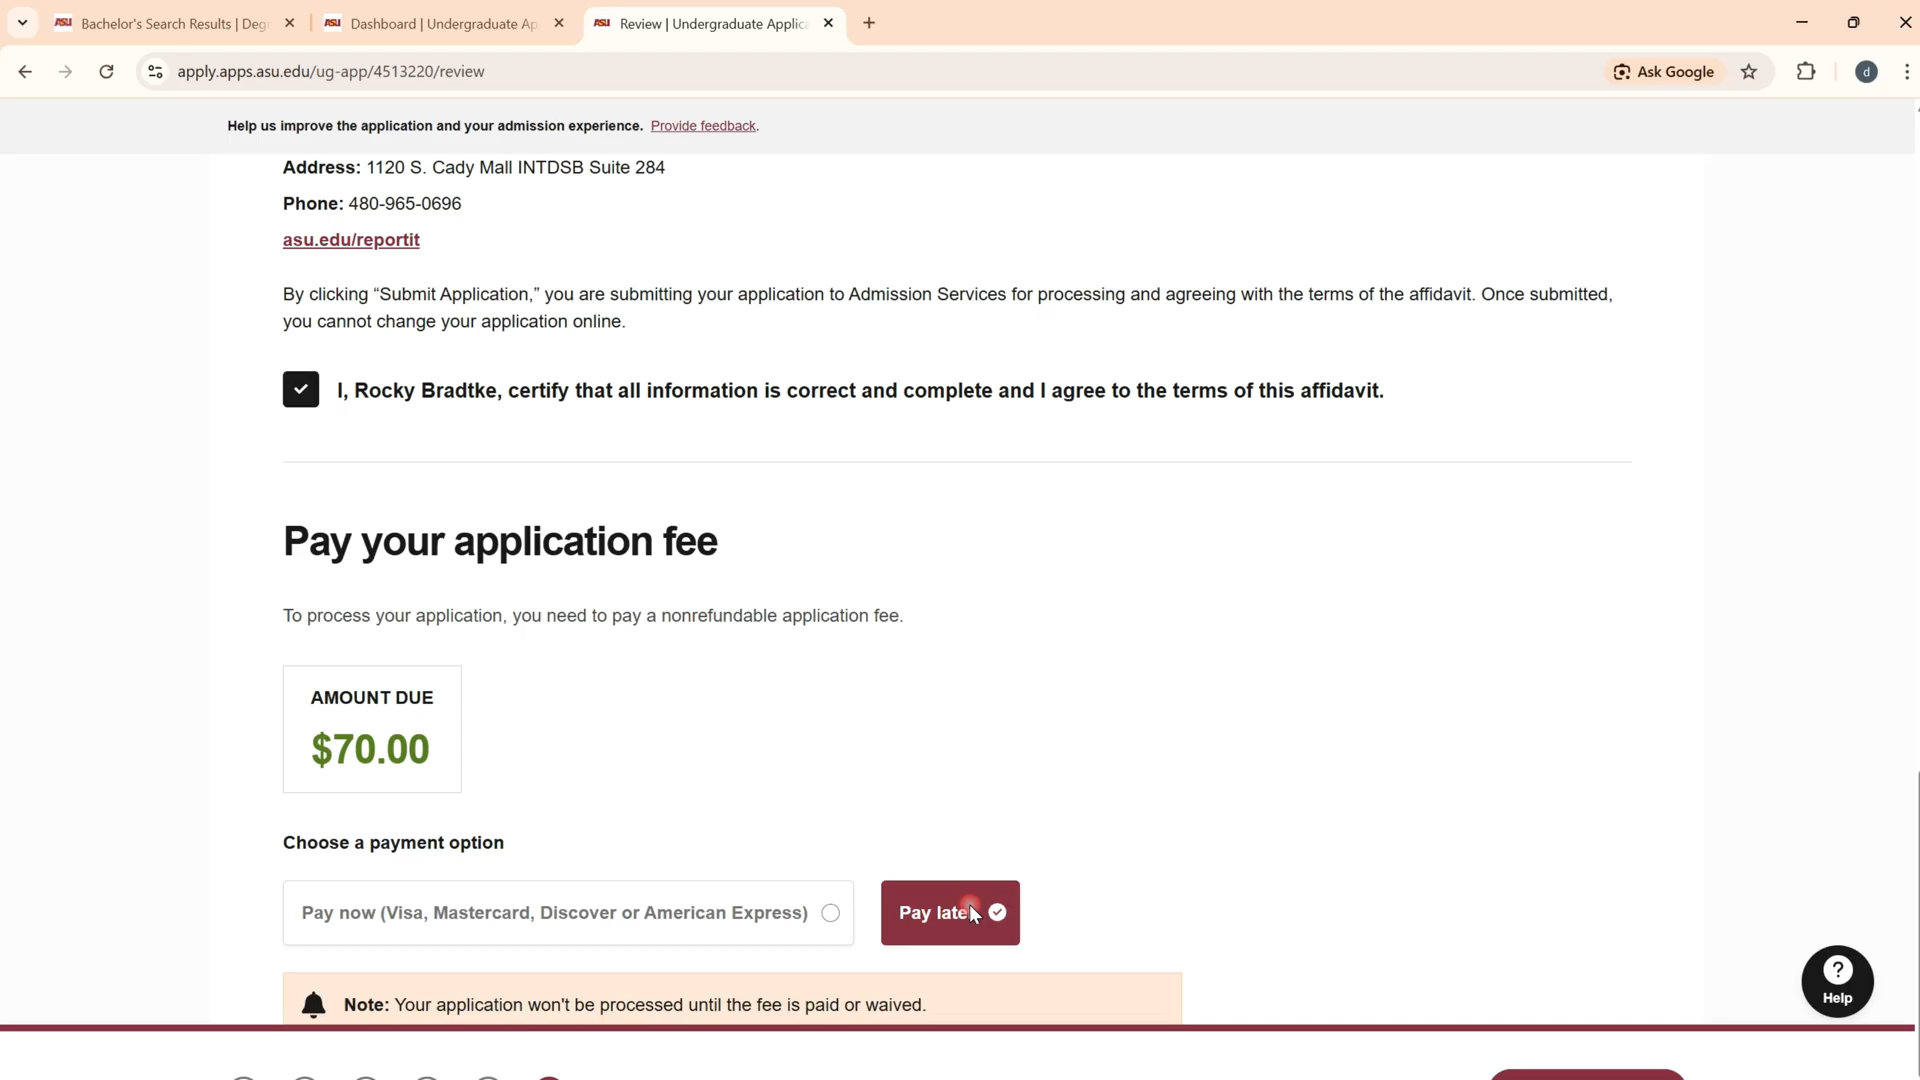 ASU Bachelor's Search Results | Deg
ASU Dashboard | Undergraduate Ap
ASU Review | Undergraduate Applic
apply.apps.asu.edu/ug-app/4513220/review
Ask Google
d
Help us improve the application and your admission experience. Provide feedback.
Address: 1120 S. Cady Mall INTDSB Suite 284
Phone: 480-965-0696
asu.edu/reportit
By clicking “Submit Application,” you are submitting your application to Admission Services for processing and agreeing with the terms of the affidavit. Once submitted,
you cannot change your application online.
I, Rocky Bradtke, certify that all information is correct and complete and I agree to the terms of this affidavit.
Pay your application fee
To process your application, you need to pay a nonrefundable application fee.
AMOUNT DUE
$70.00
Choose a payment option
Pay now (Visa, Mastercard, Discover or American Express)
Pay late
?
Help
Note: Your application won't be processed until the fee is paid or waived.